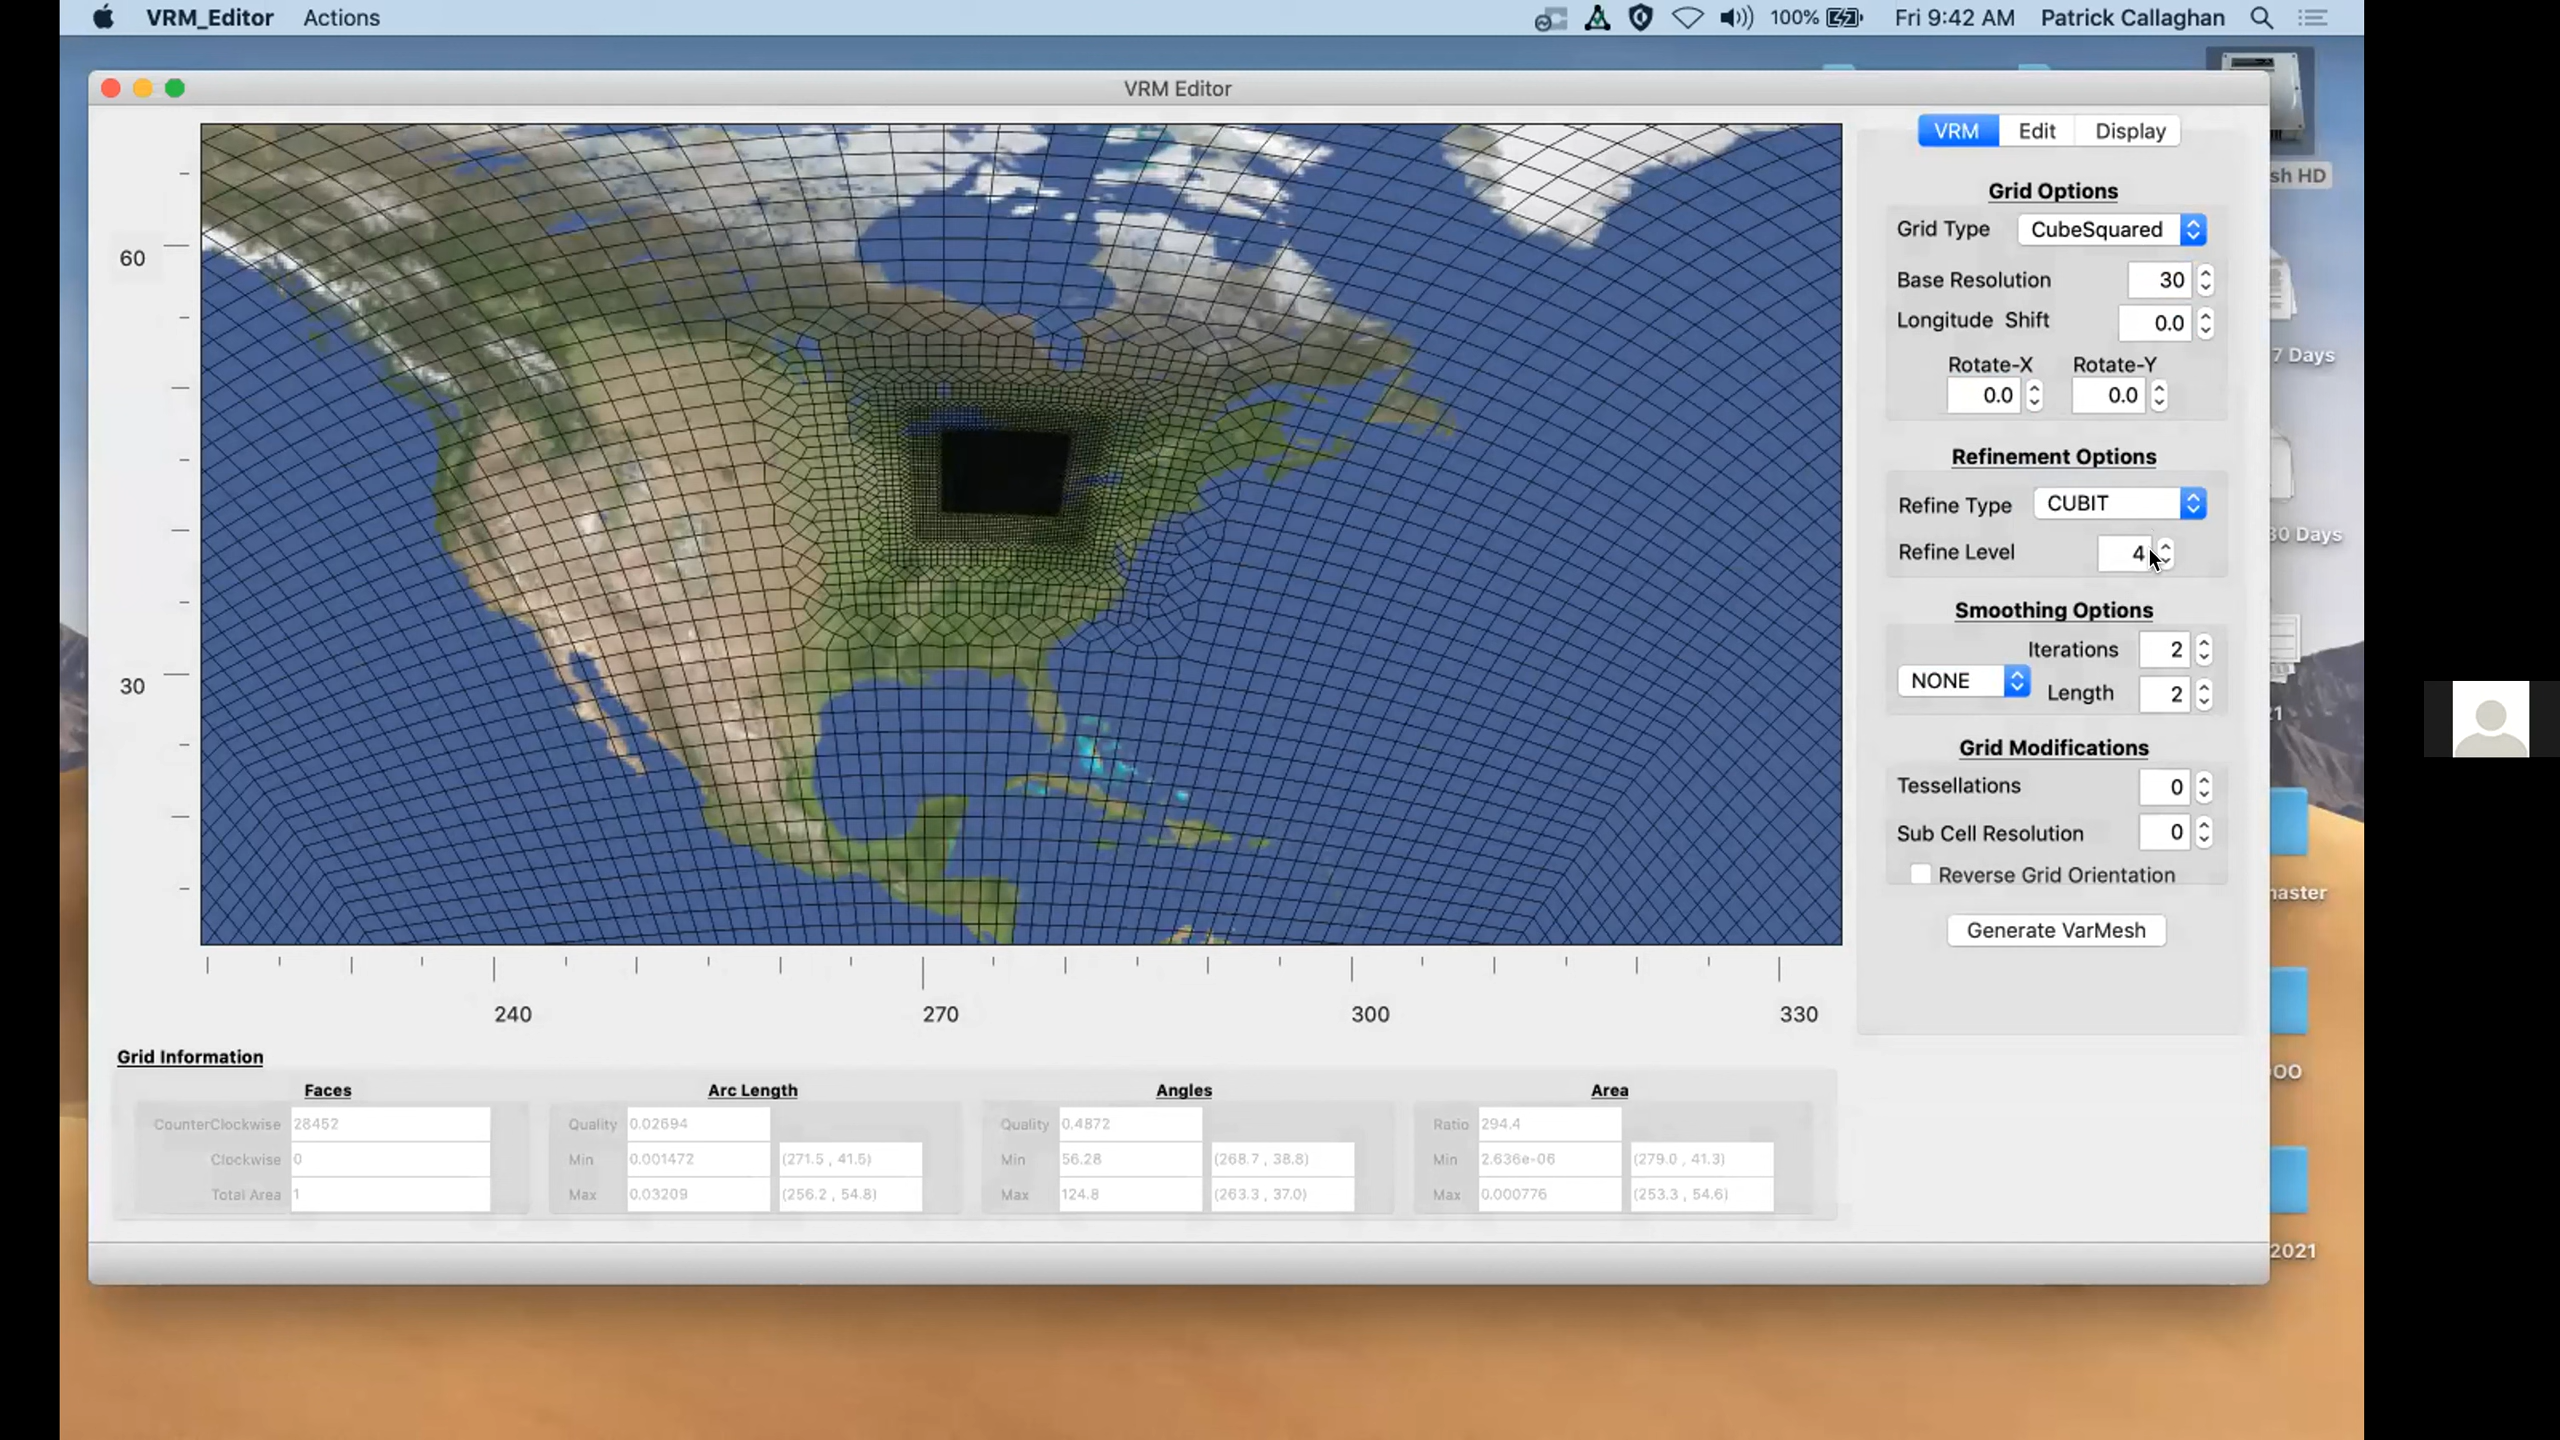 VRM_Editor Actions 100% Fri 9:42 AM Patrick Callaghan
VRM Editor
sh HD
7 Days
30 Days
21
master
OO
2021
60
30
240 270 300 330
VRM Edit Display
Grid Options
Grid Type CubeSquared
Base Resolution 30
Longitude Shift 0.0
Rotate-X Rotate-Y
0.0 0.0
Refinement Options
Refine Type CUBIT
Refine Level 4
Smoothing Options
Iterations 2
NONE Length 2
Grid Modifications
Tessellations 0
Sub Cell Resolution 0
Reverse Grid Orientation
Generate VarMesh
Grid Information
Faces Arc Length Angles Area
CounterClockwise 28452 Quality 0.02694 Quality 0.4872 Ratio 294.4
Clockwise 0 Min 0.001472 (271.5 , 41.5) Min 56.28 (268.7 , 38.8) Min 2.636e-06 (279.0 , 41.3)
Total Area 1 Max 0.03209 (256.2 , 54.8) Max 124.8 (263.3 , 37.0) Max 0.000776 (253.3 , 54.6)